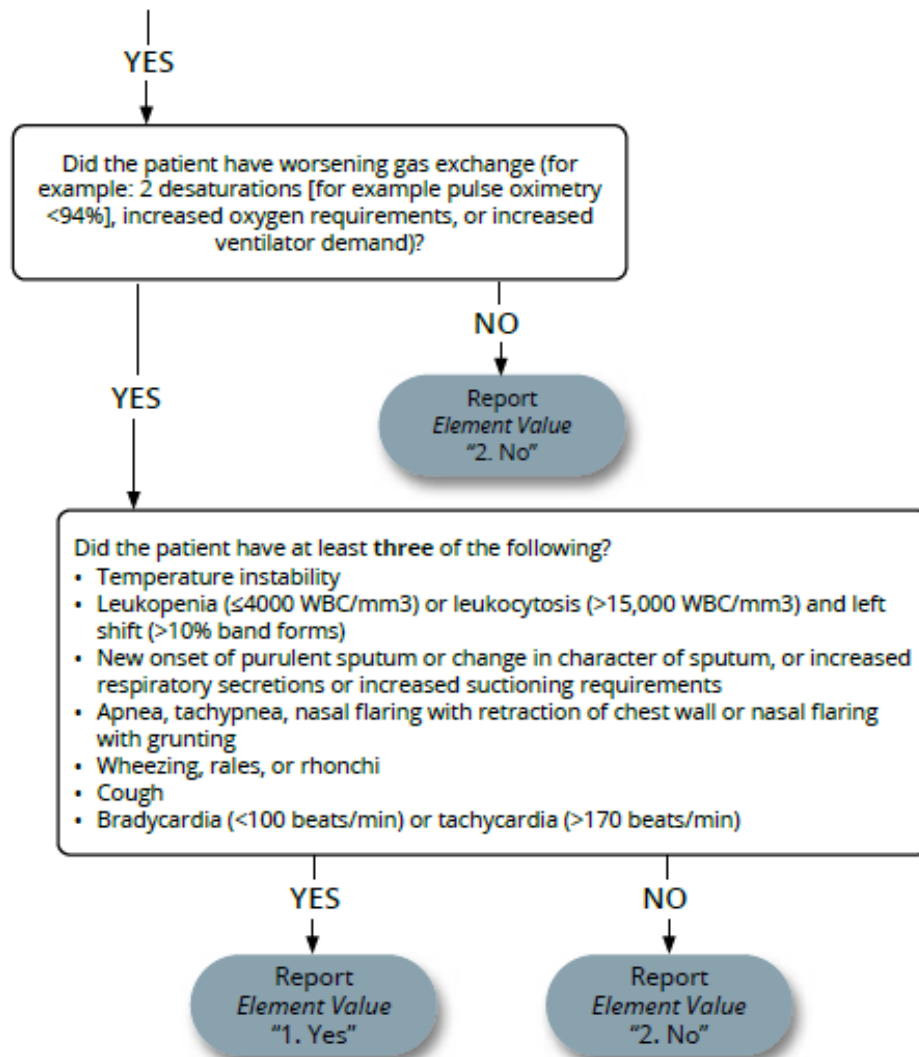 YES
Did the patient have worsening gas exchange (for
example: 2 desaturations [for example pulse oximetry
<94%], increased oxygen requirements, or increased
ventilator demand)?
NO
YES
Report
Element Value
“2. No”
Did the patient have at least three of the following?
• Temperature instability
• Leukopenia (≤4000 WBC/mm3) or leukocytosis (>15,000 WBC/mm3) and left
shift (>10% band forms)
• New onset of purulent sputum or change in character of sputum, or increased
respiratory secretions or increased suctioning requirements
• Apnea, tachypnea, nasal flaring with retraction of chest wall or nasal flaring
with grunting
• Wheezing, rales, or rhonchi
• Cough
• Bradycardia (<100 beats/min) or tachycardia (>170 beats/min)
YES
NO
Report
Element Value
“1. Yes”
Report
Element Value
“2. No”